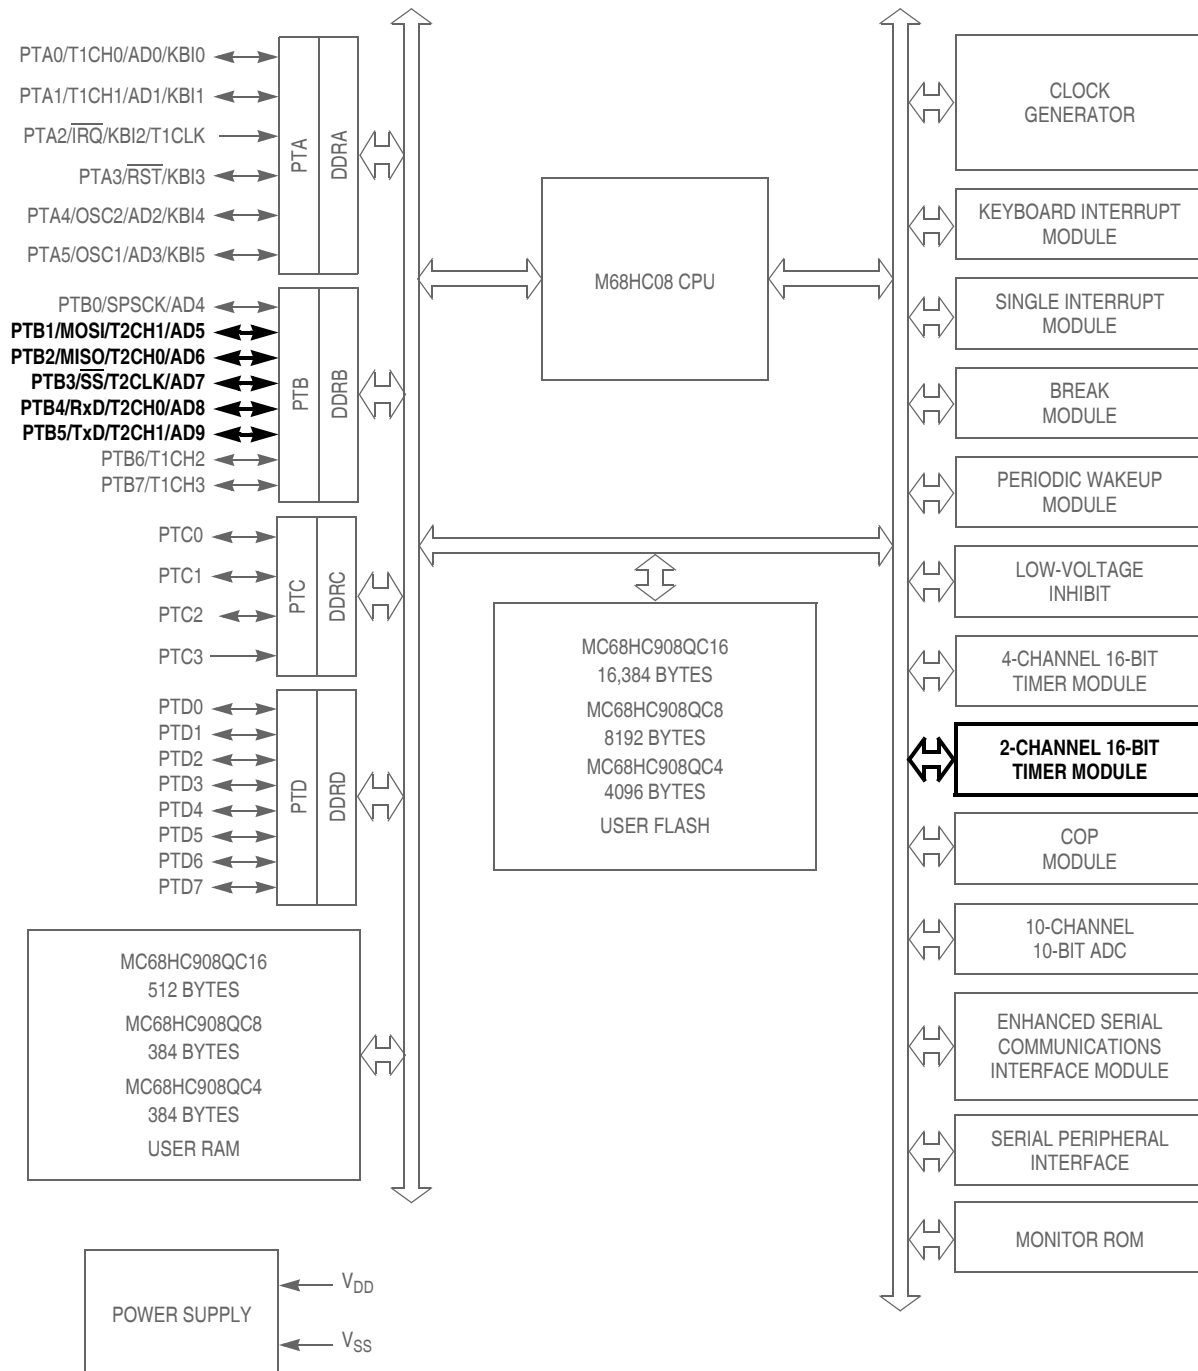 PTA0/T1CH0/AD0/KBI0
PTA1/T1CH1/AD1/KBI1
PTA2/I̅R̅Q̅/KBI2/T1CLK
PTA3/R̅S̅T̅/KBI3
PTA4/OSC2/AD2/KBI4
PTA5/OSC1/AD3/KBI5
PTA
DDRA
PTB0/SPSCK/AD4
PTB1/MOSI/T2CH1/AD5
PTB2/MISO/T2CH0/AD6
PTB3/S̅S̅/T2CLK/AD7
PTB4/RxD/T2CH0/AD8
PTB5/TxD/T2CH1/AD9
PTB6/T1CH2
PTB7/T1CH3
PTB
DDRB
PTC0
PTC1
PTC2
PTC3
PTC
DDRC
PTD0
PTD1
PTD2
PTD3
PTD4
PTD5
PTD6
PTD7
PTD
DDRD
MC68HC908QC16
512 BYTES
MC68HC908QC8
384 BYTES
MC68HC908QC4
384 BYTES
USER RAM
POWER SUPPLY
VDD
VSS
M68HC08 CPU
MC68HC908QC16
16,384 BYTES
MC68HC908QC8
8192 BYTES
MC68HC908QC4
4096 BYTES
USER FLASH
CLOCK
GENERATOR
KEYBOARD INTERRUPT
MODULE
SINGLE INTERRUPT
MODULE
BREAK
MODULE
PERIODIC WAKEUP
MODULE
LOW-VOLTAGE
INHIBIT
4-CHANNEL 16-BIT
TIMER MODULE
2-CHANNEL 16-BIT
TIMER MODULE
COP
MODULE
10-CHANNEL
10-BIT ADC
ENHANCED SERIAL
COMMUNICATIONS
INTERFACE MODULE
SERIAL PERIPHERAL
INTERFACE
MONITOR ROM